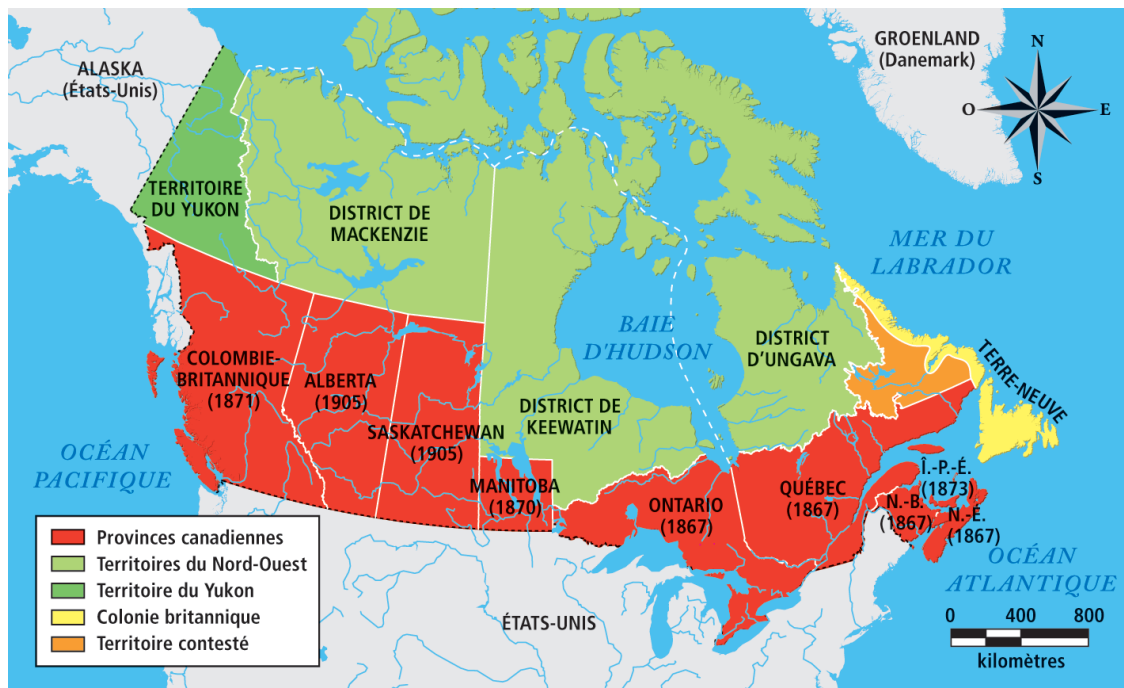 ALASKA
(États-Unis)
GROENLAND
(Danemark)
N
O
E
S
TERRITOIRE
DU YUKON
DISTRICT DE
MACKENZIE
MER DU
LABRADOR
BAIE
D'HUDSON
DISTRICT
D'UNGAVA
TERRE-NEUVE
COLOMBIE-
BRITANNIQUE
(1871)
ALBERTA
(1905)
SASKATCHEWAN
(1905)
DISTRICT DE
KEEWATIN
OCÉAN
PACIFIQUE
MANITOBA
(1870)
ONTARIO
(1867)
QUÉBEC
(1867)
Î.-P.-É.
(1873)
N.-B.
(1867)
N.-É.
(1867)
OCÉAN
ATLANTIQUE
ÉTATS-UNIS
Provinces canadiennes
Territoires du Nord-Ouest
Territoire du Yukon
Colonie britannique
Territoire contesté
0 400 800
kilomètres